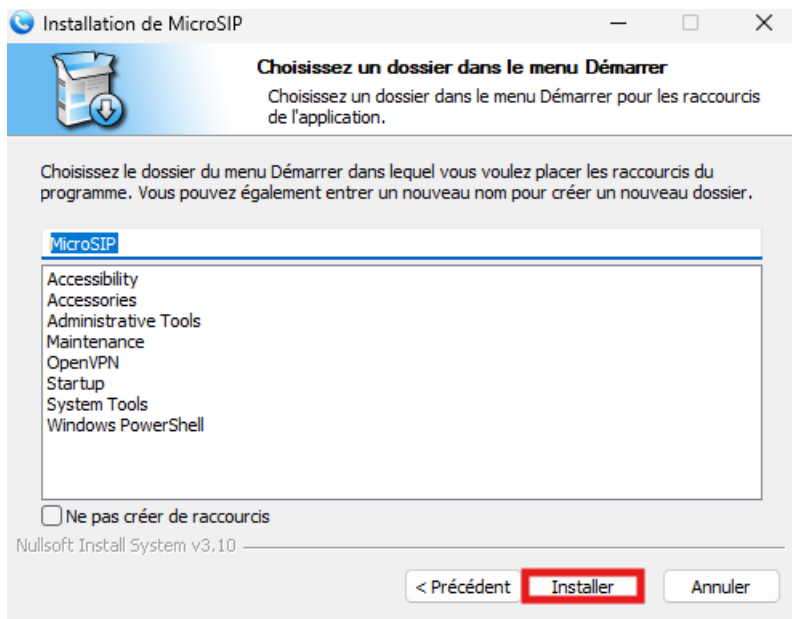 Installation de MicroSIP
Choisissez un dossier dans le menu Démarrer
Choisissez un dossier dans le menu Démarrer pour les raccourcis
de l'application.
Choisissez le dossier du menu Démarrer dans lequel vous voulez placer les raccourcis du
programme. Vous pouvez également entrer un nouveau nom pour créer un nouveau dossier.
MicroSIP
Accessibility
Accessories
Administrative Tools
Maintenance
OpenVPN
Startup
System Tools
Windows PowerShell
Ne pas créer de raccourcis
Nullsoft Install System v3.10
< Précédent Installer Annuler